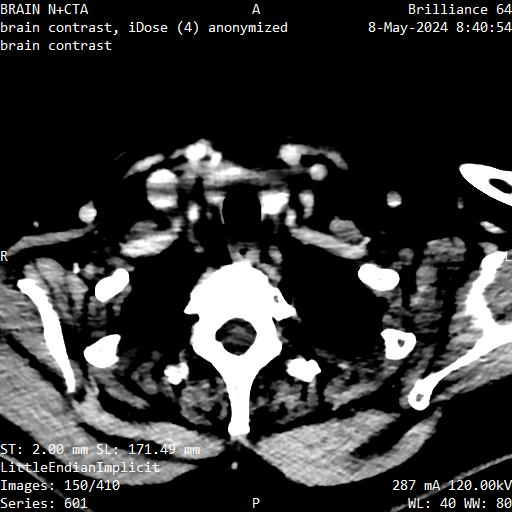 BRAIN N+CTA
A
Brilliance 64
brain contrast, iDose (4) anonymized
8-May-2024 8:40:54
brain contrast
R
L
ST: 2.00 mm SL: 171.49 mm
LittleEndianImplicit
Images: 150/410
287 mA 120.00kV
Series: 601
P
WL: 40 WW: 80